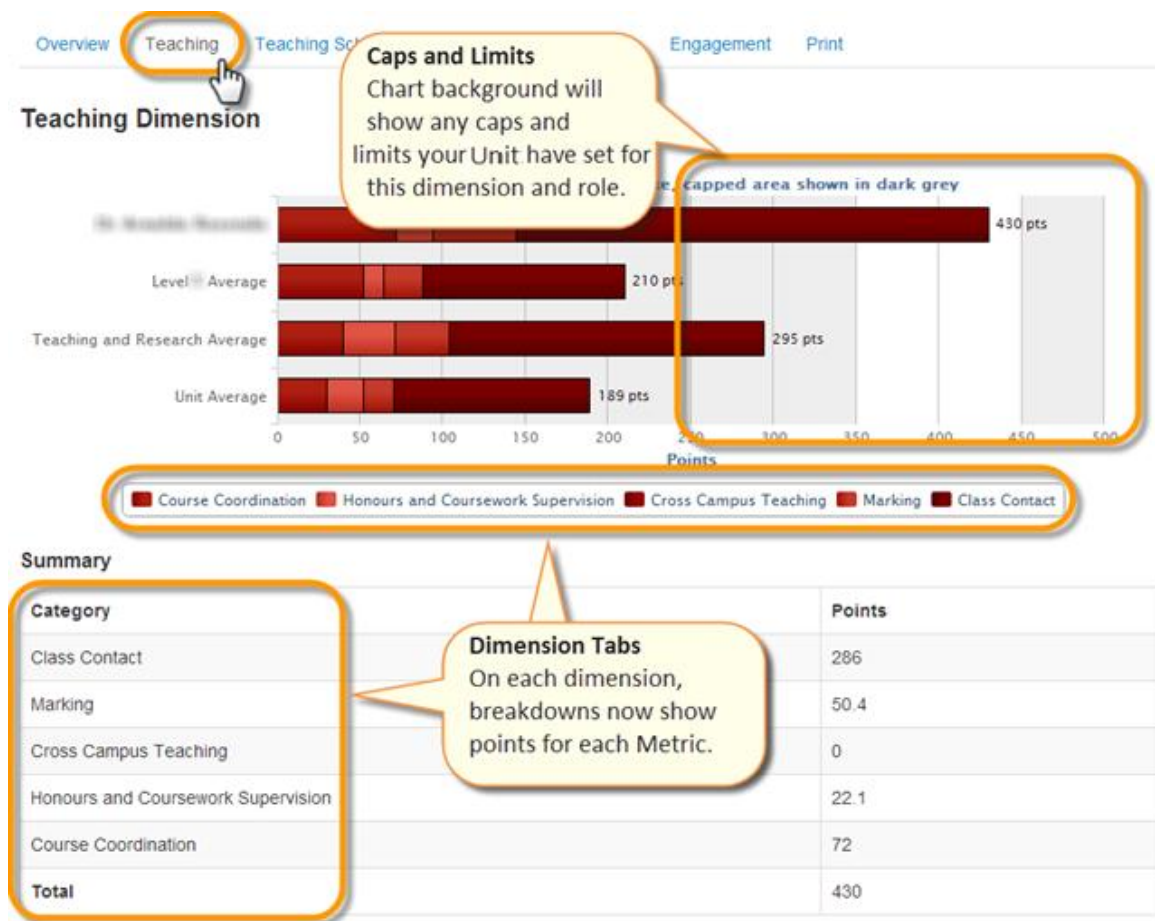 Overview Teaching Teaching Sch Engagement Print
Caps and Limits
Chart background will
show any caps and
limits your Unit have set for
this dimension and role.
Teaching Dimension
capped area shown in dark grey
430 pts
Level Average 210 pts
Teaching and Research Average 295 pts
Unit Average 189 pts
0 50 100 150 200 250 300 350 400 450 500
Points
Course Coordination Honours and Coursework Supervision Cross Campus Teaching Marking Class Contact
Summary
Category Points
Class Contact 286
Marking 50.4
Cross Campus Teaching 0
Honours and Coursework Supervision 22.1
Course Coordination 72
Total 430
Dimension Tabs
On each dimension,
breakdowns now show
points for each Metric.